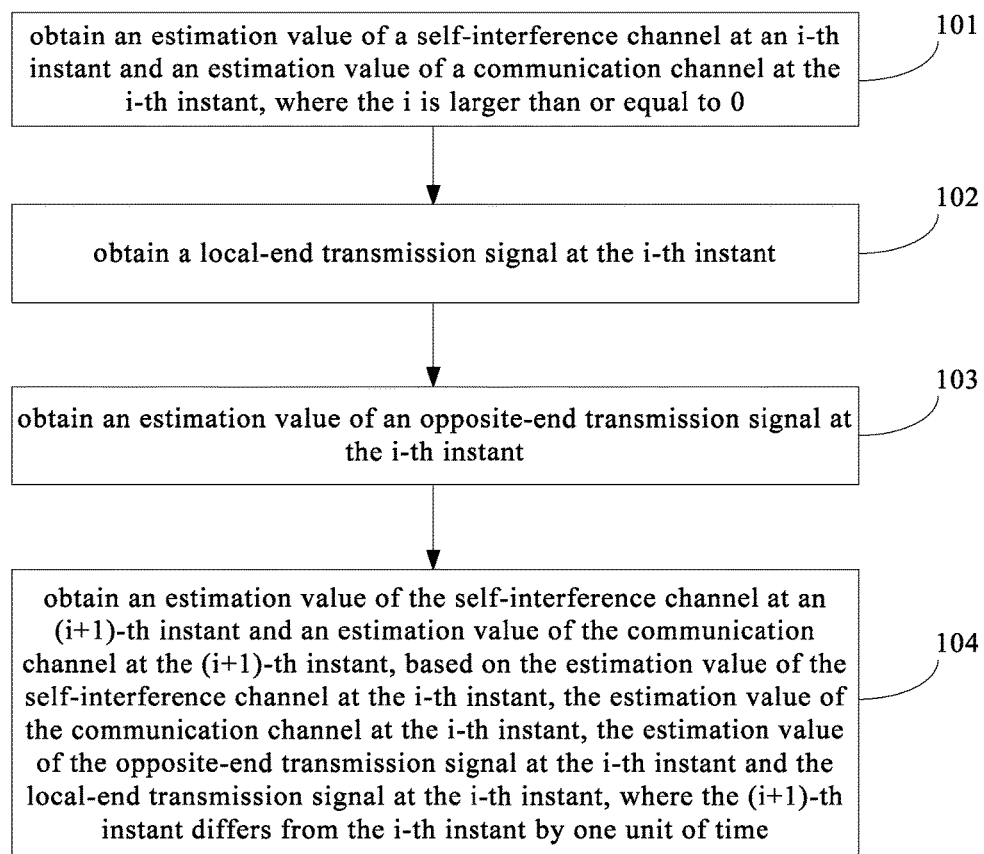 obtain an estimation value of a self-interference channel at an i-th
instant and an estimation value of a communication channel at the
i-th instant, where the i is larger than or equal to 0
101
obtain a local-end transmission signal at the i-th instant
102
obtain an estimation value of an opposite-end transmission signal at
the i-th instant
103
obtain an estimation value of the self-interference channel at an
(i+1)-th instant and an estimation value of the communication
channel at the (i+1)-th instant, based on the estimation value of the
self-interference channel at the i-th instant, the estimation value of
the communication channel at the i-th instant, the estimation value
of the opposite-end transmission signal at the i-th instant and the
local-end transmission signal at the i-th instant, where the (i+1)-th
instant differs from the i-th instant by one unit of time
104